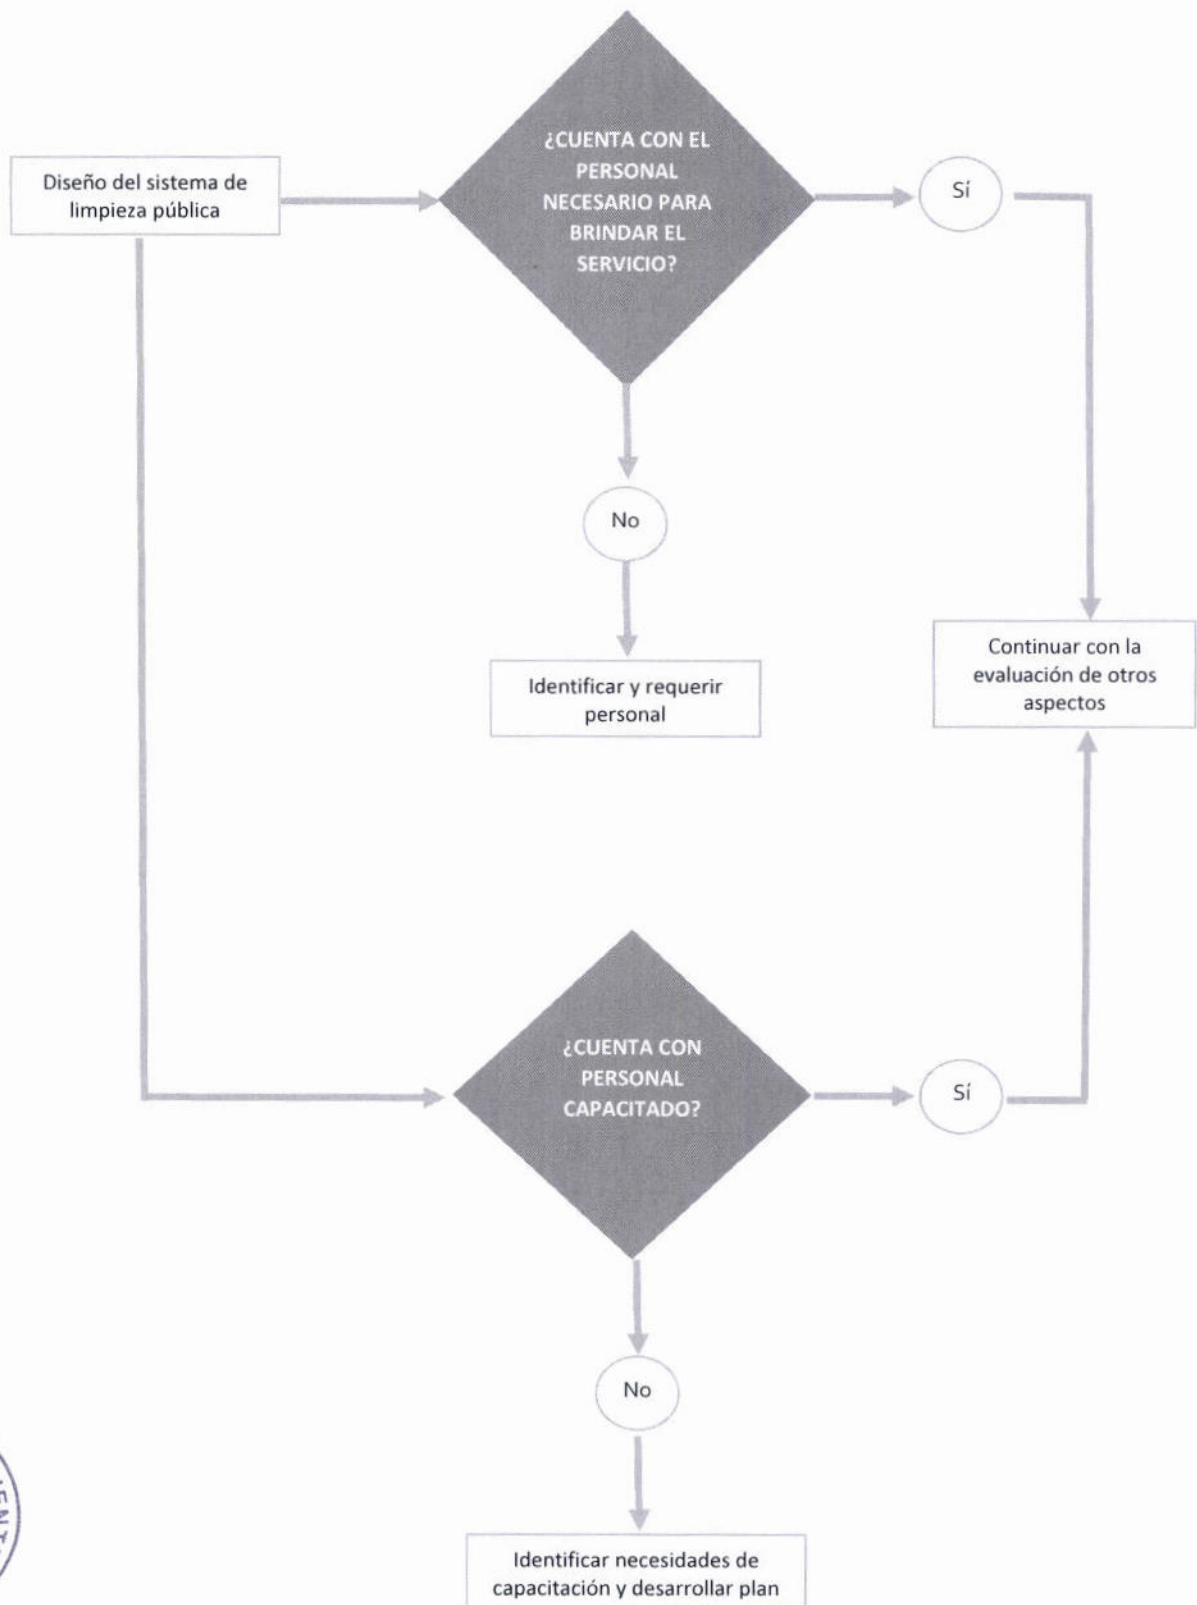 ¿CUENTA CON EL
PERSONAL
NECESARIO PARA
BRINDAR EL
SERVICIO?
Diseño del sistema de
limpieza pública
Sí
No
Identificar y requerir
personal
Continuar con la
evaluación de otros
aspectos
¿CUENTA CON
PERSONAL
CAPACITADO?
Sí
No
Identificar necesidades de
capacitación y desarrollar plan